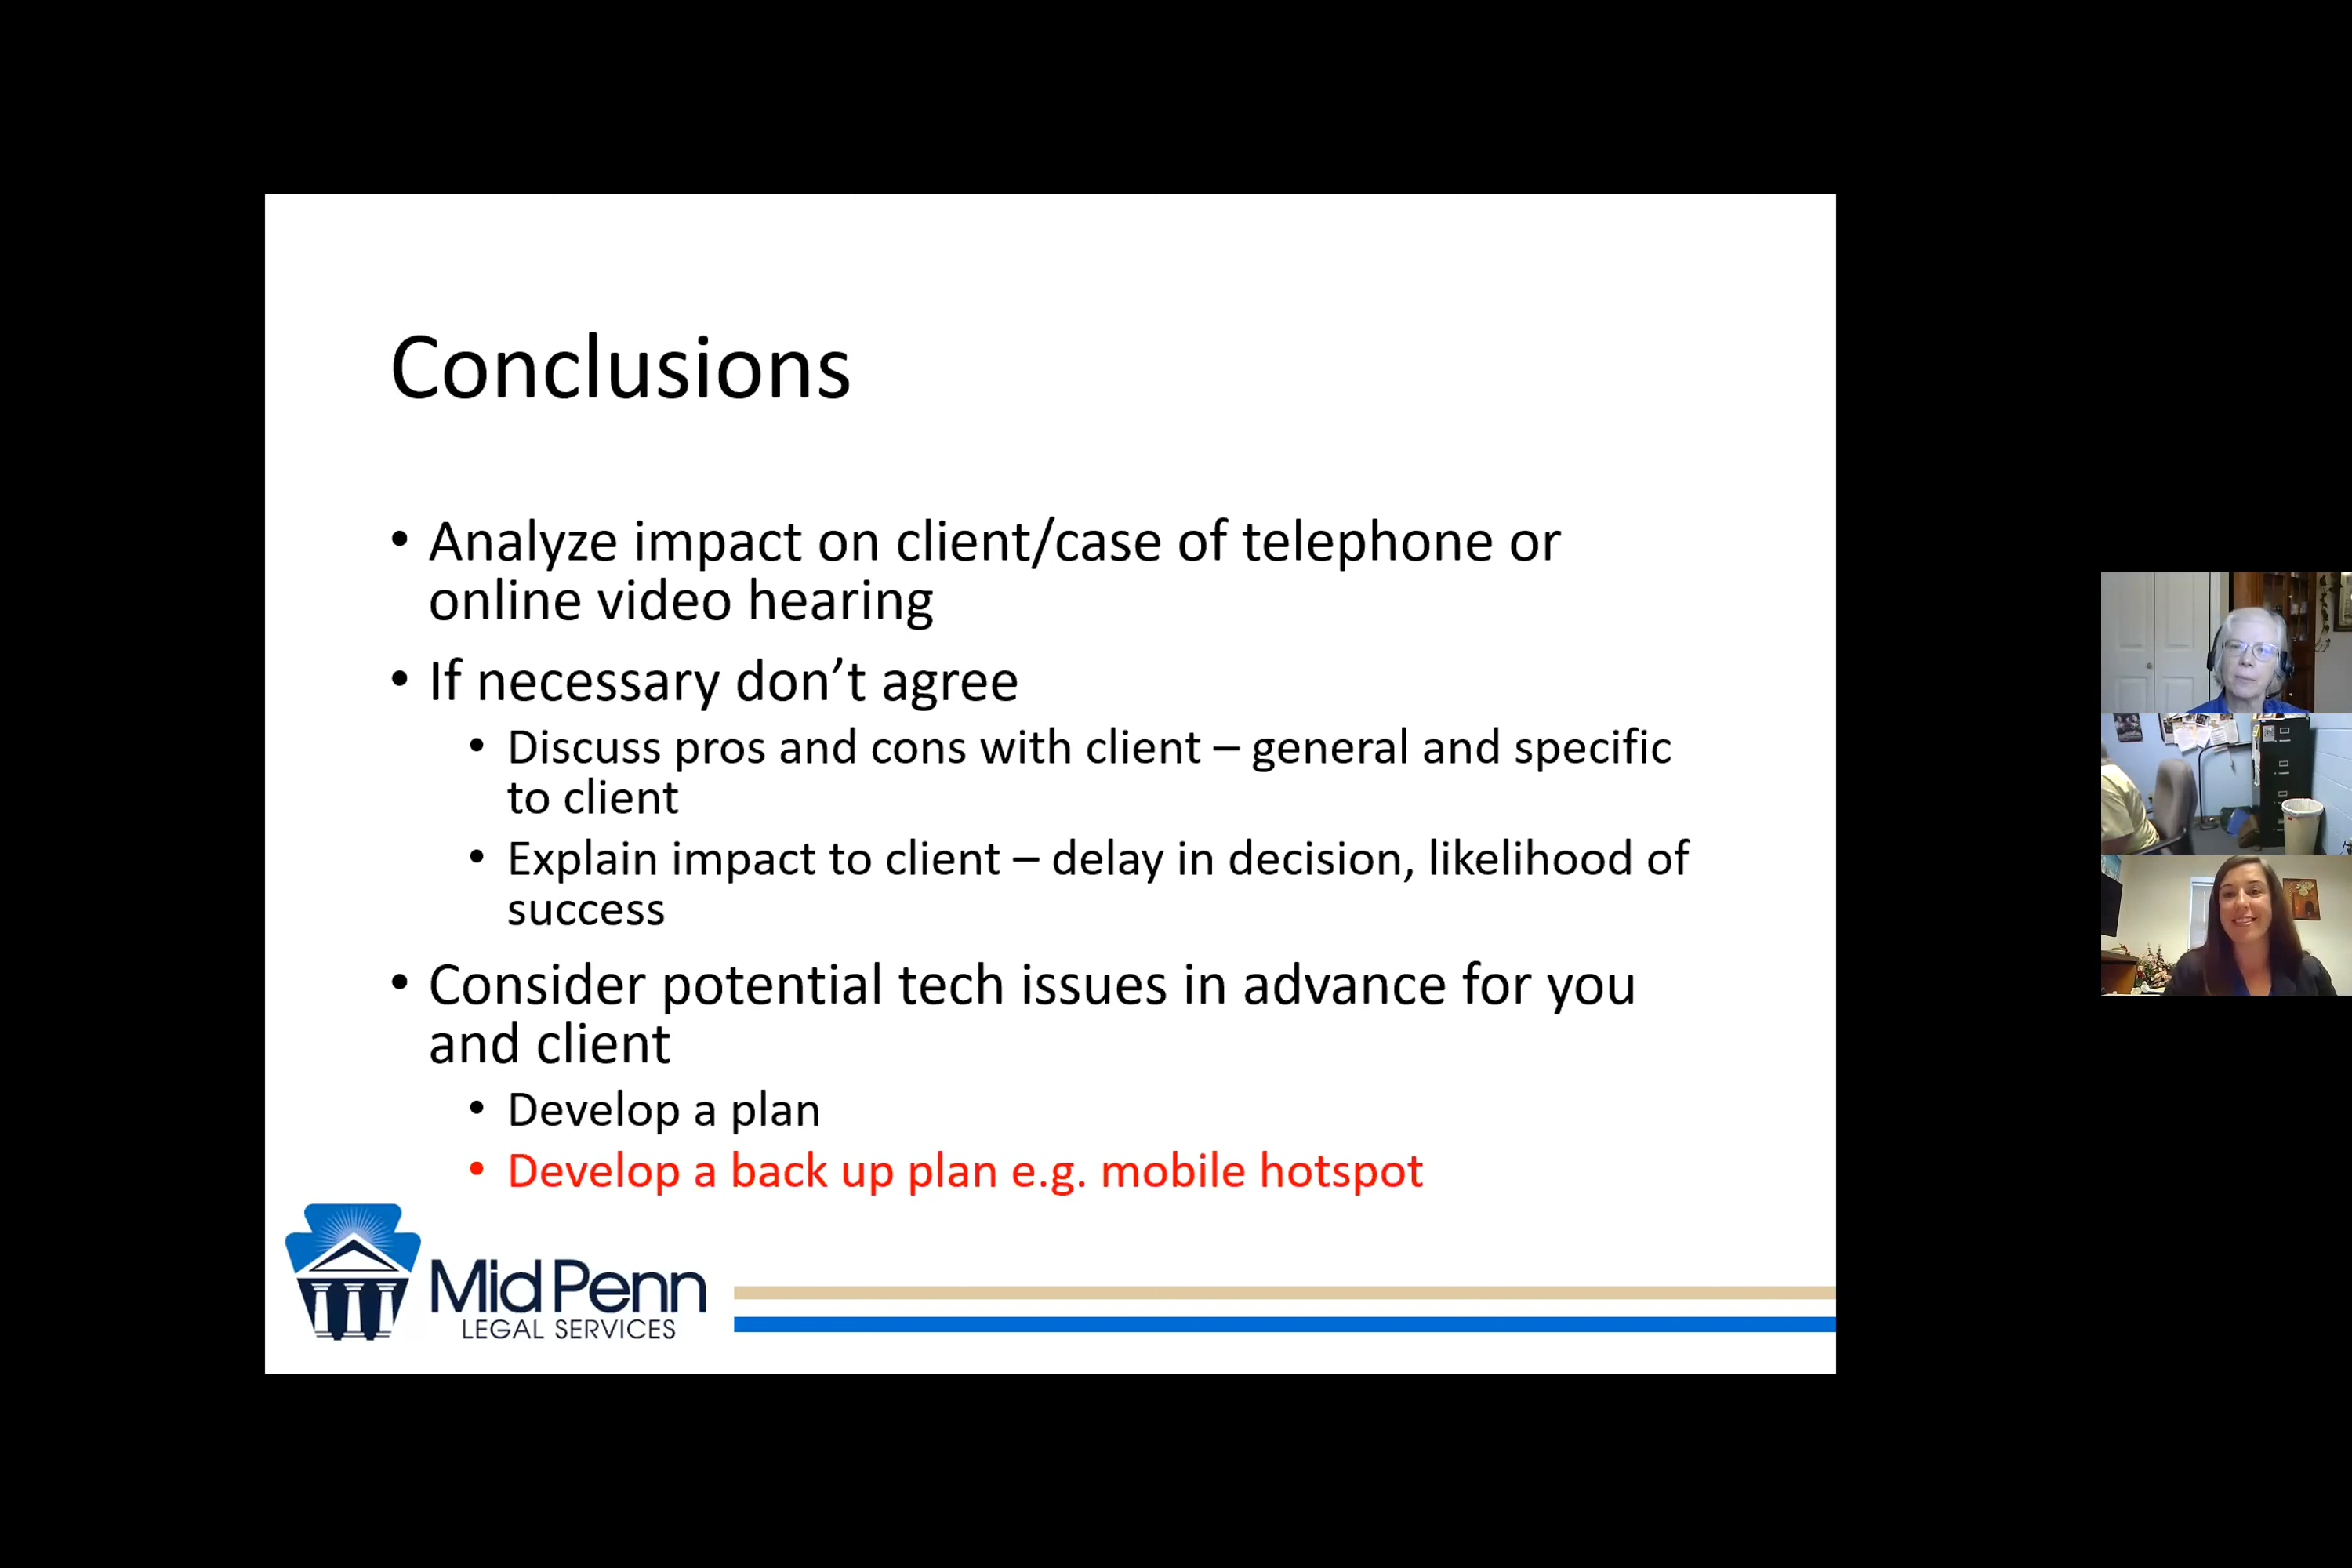 Conclusions
• Analyze impact on client/case of telephone or
online video hearing
• If necessary don’t agree
• Discuss pros and cons with client – general and specific
to client
• Explain impact to client – delay in decision, likelihood of
success
• Consider potential tech issues in advance for you
and client
• Develop a plan
• Develop a back up plan e.g. mobile hotspot
MidPenn
LEGAL SERVICES